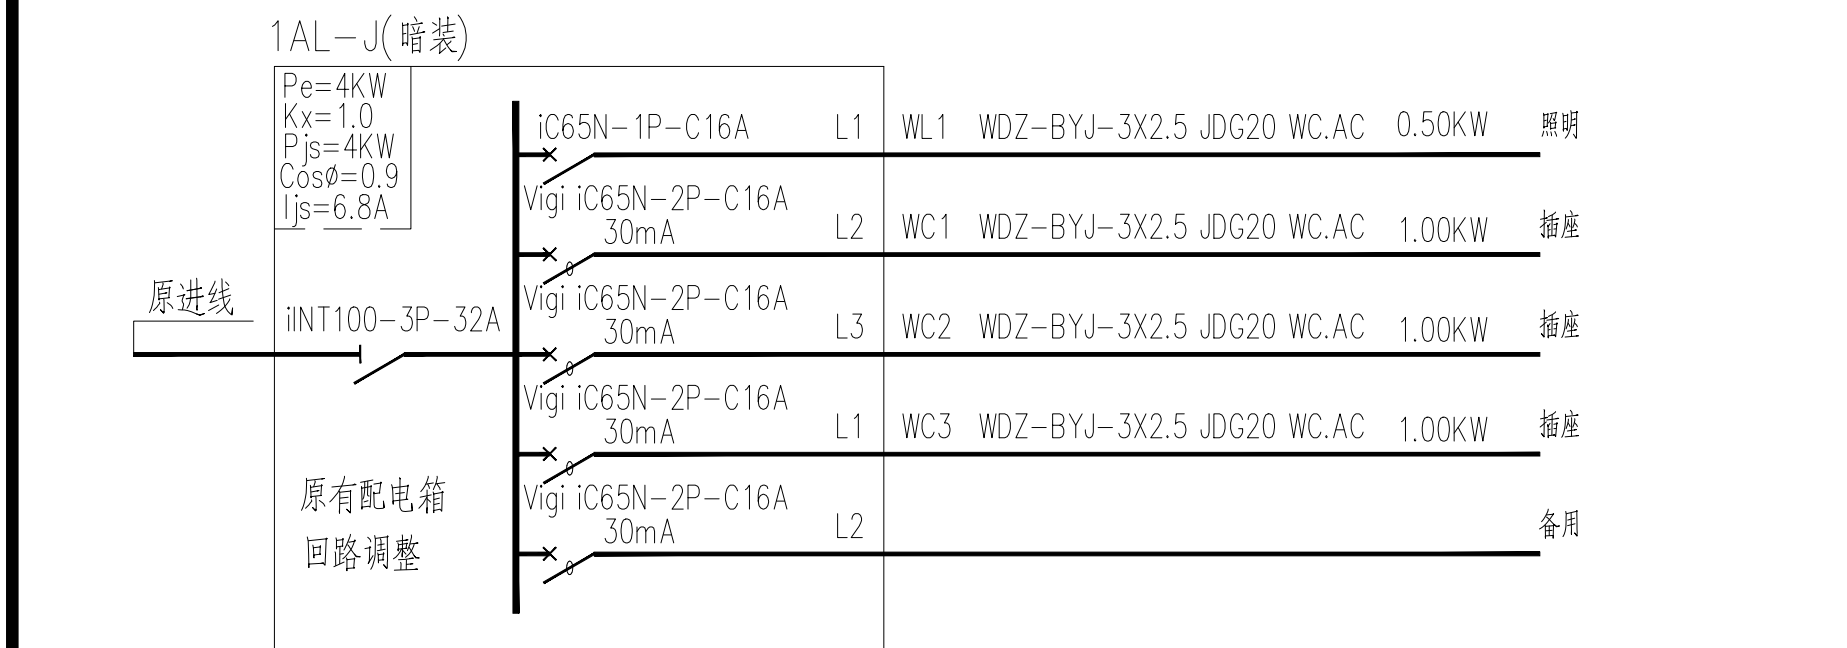 1AL-J(暗装)
Pe=4KW
Kx=1.0
Pjs=4KW
CosØ=0.9
Ijs=6.8A
iC65N-1P-C16A L1 WL1 WDZ-BYJ-3X2.5 JDG20 WC.AC 0.50KW 照明
Vigi iC65N-2P-C16A
30mA L2 WC1 WDZ-BYJ-3X2.5 JDG20 WC.AC 1.00KW 插座
原进线
iINT100-3P-32A
Vigi iC65N-2P-C16A
30mA L3 WC2 WDZ-BYJ-3X2.5 JDG20 WC.AC 1.00KW 插座
Vigi iC65N-2P-C16A
30mA L1 WC3 WDZ-BYJ-3X2.5 JDG20 WC.AC 1.00KW 插座
Vigi iC65N-2P-C16A
30mA L2 备用
原有配电箱
回路调整